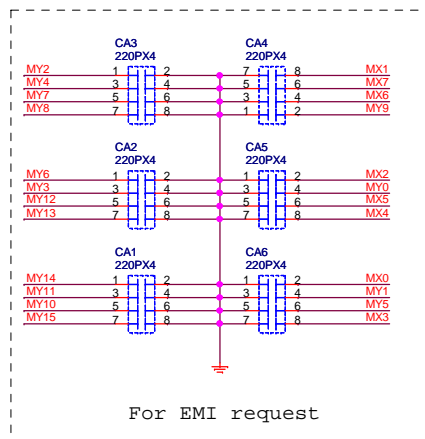 CA3 CA4
220PX4 220PX4
MY2 1 2 7 8 MX1
MY4 3 4 5 6 MX7
MY7 5 6 3 4 MX6
MY8 7 8 1 2 MY9
CA2 CA5
220PX4 220PX4
MY6 1 2 1 2 MX2
MY3 3 4 3 4 MY0
MY12 5 6 5 6 MX5
MY13 7 8 7 8 MX4
CA1 CA6
220PX4 220PX4
MY14 1 2 1 2 MX0
MY11 3 4 3 4 MY1
MY10 5 6 5 6 MY5
MY15 7 8 7 8 MX3
For EMI request